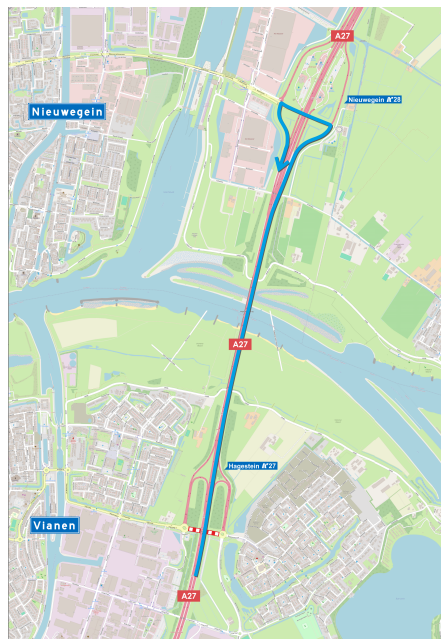 A27
Nieuwegein 28
Nieuwegein
A27
Hagestein 27
Vianen
A27